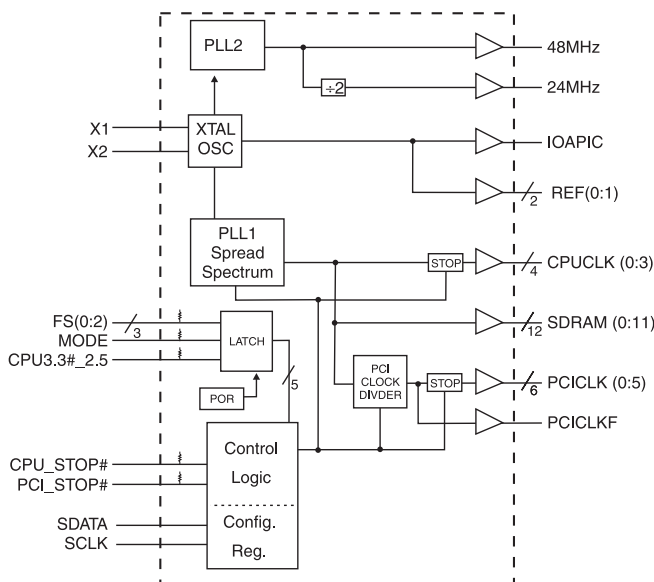 PLL2
48MHz
÷2
24MHz
X1
X2
XTAL
OSC
IOAPIC
REF(0:1)
2
PLL1
Spread
Spectrum
STOP
CPUCLK (0:3)
4
FS(0:2)
3
MODE
CPU3.3#_2.5
LATCH
SDRAM (0:11)
12
POR
5
PCI
CLOCK
DIVDER
STOP
PCICLK (0:5)
6
PCICLKF
CPU_STOP#
PCI_STOP#
Control
Logic
SDATA
SCLK
Config.
Reg.